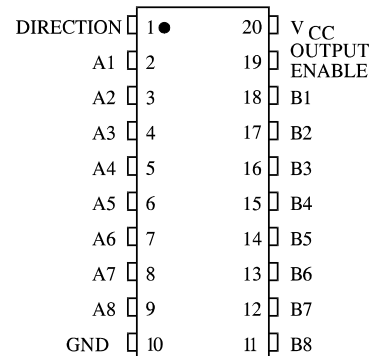 DIRECTION 1 20 VCC
A1 2 19 OUTPUT ENABLE
A2 3 18 B1
A3 4 17 B2
A4 5 16 B3
A5 6 15 B4
A6 7 14 B5
A7 8 13 B6
A8 9 12 B7
GND 10 11 B8